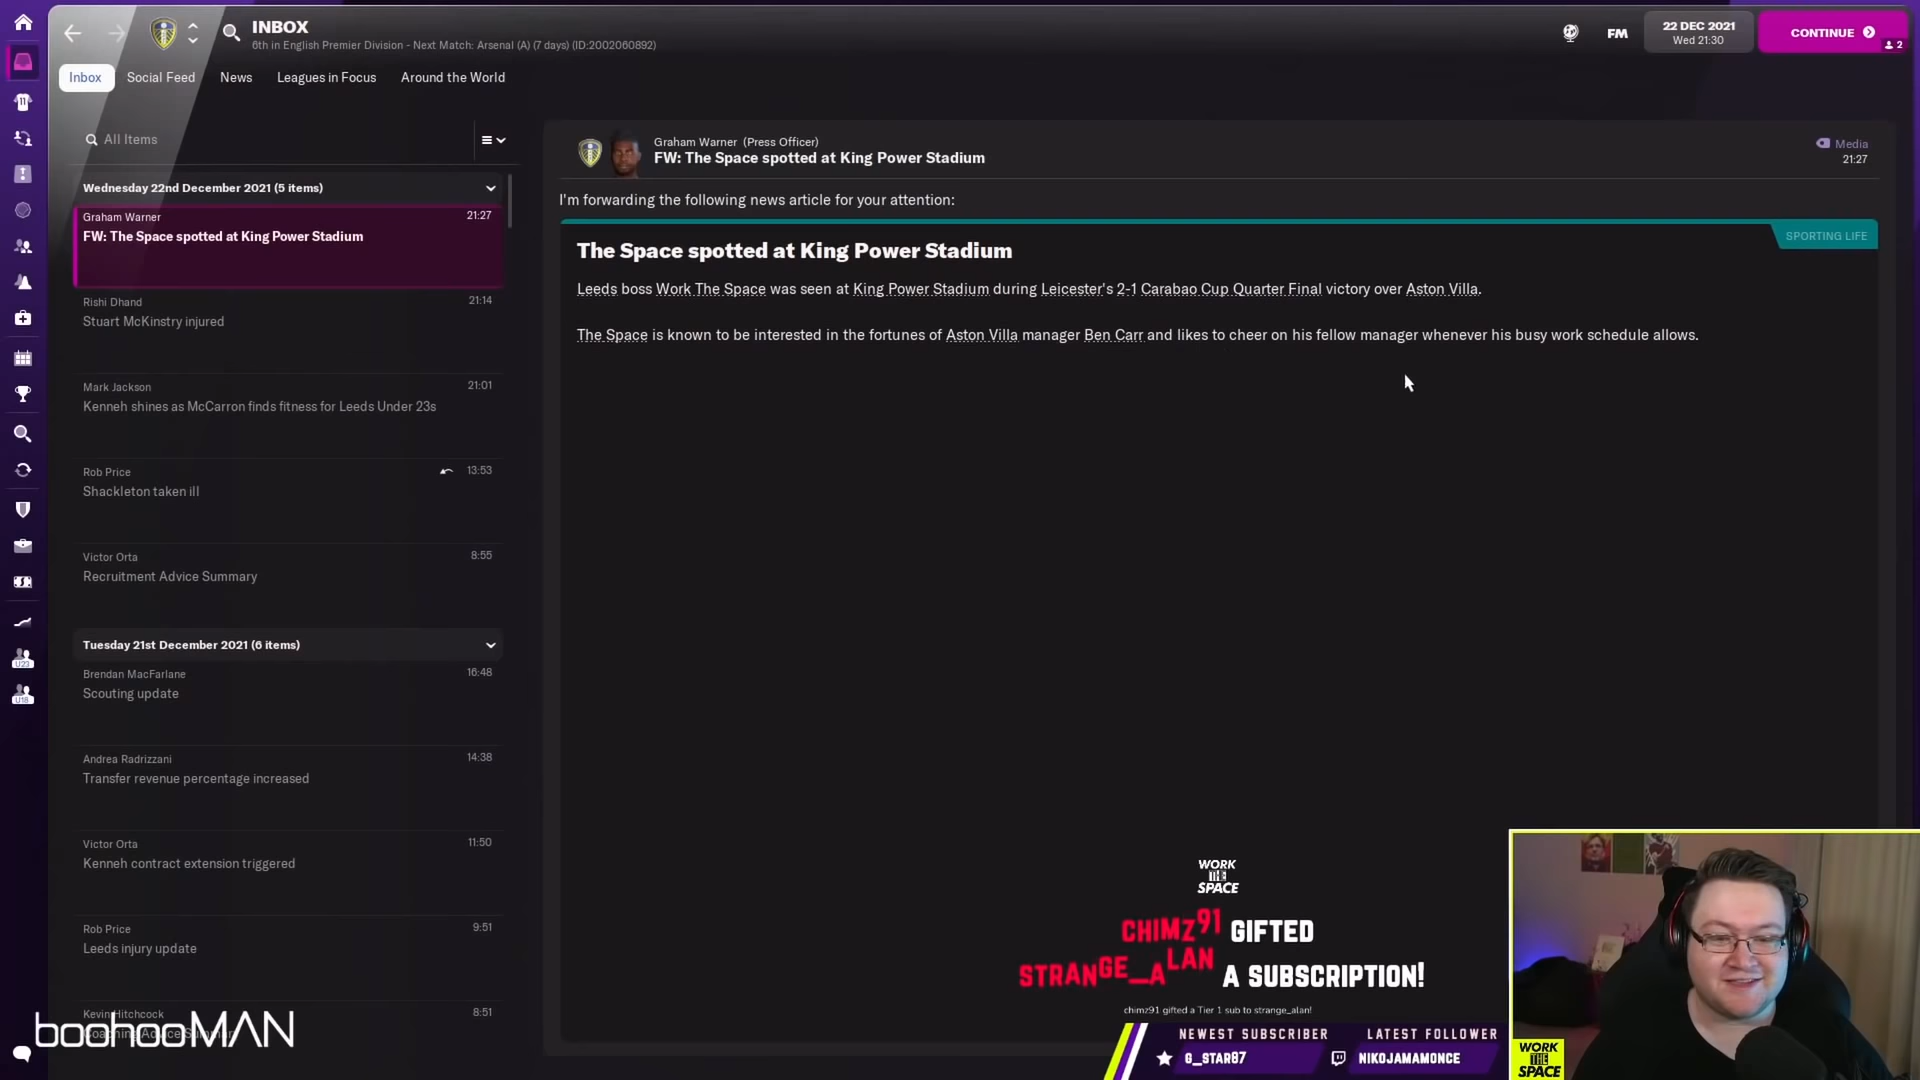 INBOX
6th in English Premier Division - Next Match: Arsenal (A) (7 days) (ID:2002060892)
FM
22 DEC 2021
Wed 21:30
CONTINUE
2
Inbox
Social Feed
News
Leagues in Focus
Around the World
All Items
Wednesday 22nd December 2021 (5 items)
Graham Warner
21:27
FW: The Space spotted at King Power Stadium
Rishi Dhand
21:14
Stuart McKinstry injured
Mark Jackson
21:01
Kenneh shines as McCarron finds fitness for Leeds Under 23s
Rob Price
13:53
Shackleton taken ill
Victor Orta
8:55
Recruitment Advice Summary
Tuesday 21st December 2021 (6 items)
Brendan MacFarlane
16:48
Scouting update
Andrea Radrizzani
14:38
Transfer revenue percentage increased
Victor Orta
11:50
Kenneh contract extension triggered
Rob Price
9:51
Leeds injury update
Kevin Hitchcock
8:51
Coaching Advice Summary
boohooMAN
U23
U18
Graham Warner (Press Officer)
FW: The Space spotted at King Power Stadium
Media
21:27
I'm forwarding the following news article for your attention:
SPORTING LIFE
The Space spotted at King Power Stadium
Leeds boss Work The Space was seen at King Power Stadium during Leicester's 2-1 Carabao Cup Quarter Final victory over Aston Villa.
The Space is known to be interested in the fortunes of Aston Villa manager Ben Carr and likes to cheer on his fellow manager whenever his busy work schedule allows.
WORK
THE
SPACE
CHIMZ91 GIFTED
STRANGE_ALAN A SUBSCRIPTION!
chimz91 gifted a Tier 1 sub to strange_alan!
NEWEST SUBSCRIBER
G_STAR87
LATEST FOLLOWER
NIKOJAMAMONCE
WORK
THE
SPACE